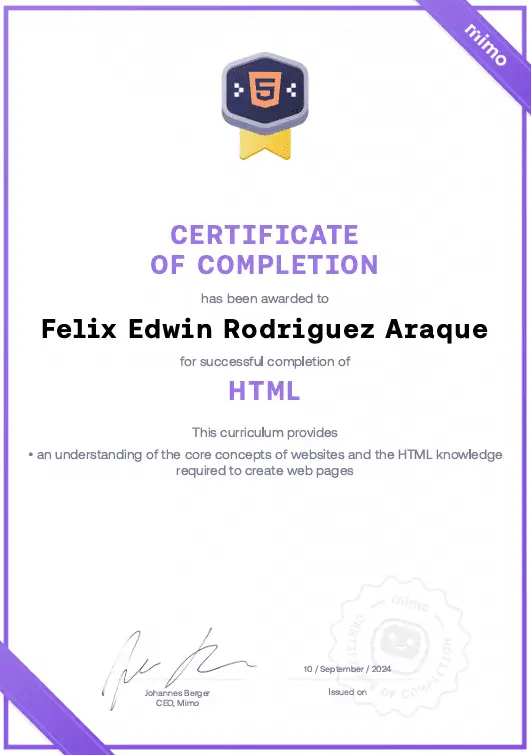 mimo
5
CERTIFICATE
OF COMPLETION
has been awarded to
Felix Edwin Rodriguez Araque
for successful completion of
HTML
This curriculum provides
• an understanding of the core concepts of websites and the HTML knowledge
required to create web pages
mimo
CERTIFICATE OF COMPLETION
10 / September / 2024
Johannes Berger
CEO, Mimo
Issued on